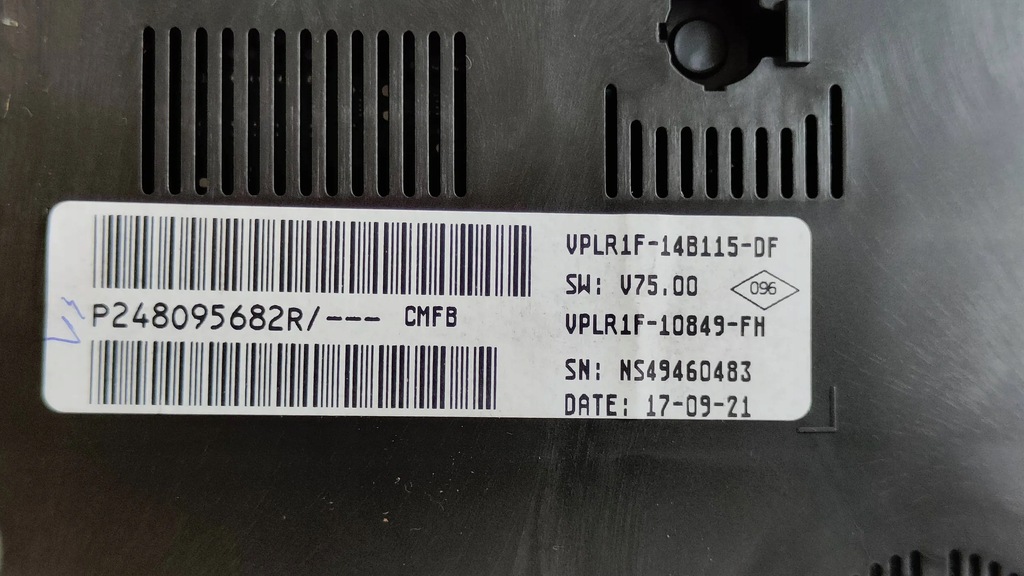 P248095682R/--- CMFB
VPLR1F-14B115-DF
SW: V75.00
096
VPLR1F-10849-FH
SN: NS49460483
DATE: 17-09-21